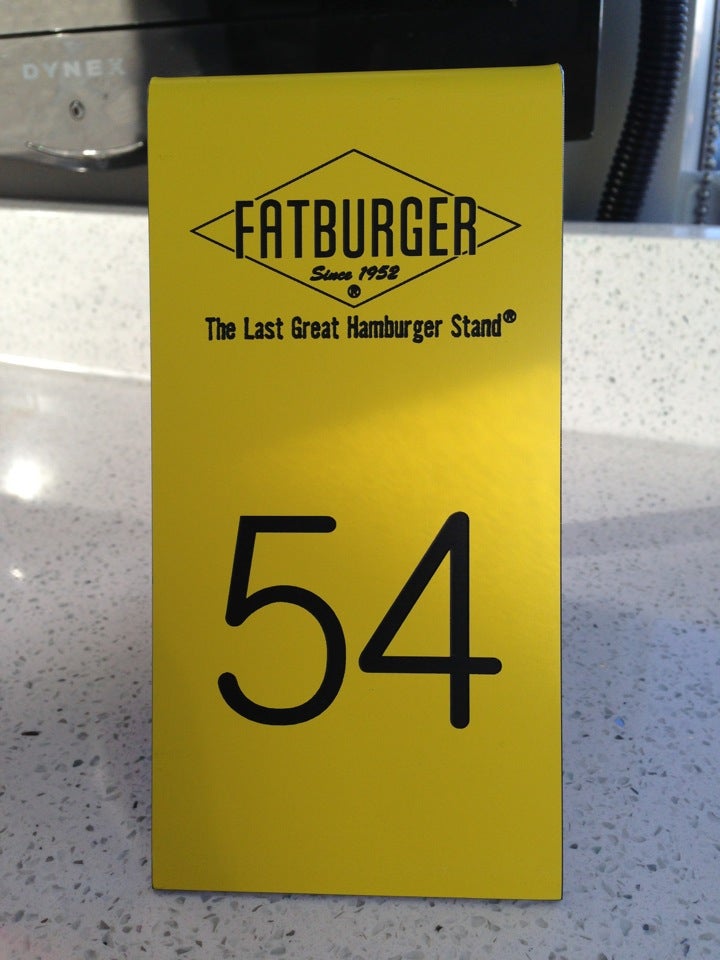 DYNEX
FATBURGER
Since 1952
®
The Last Great Hamburger Stand®
54